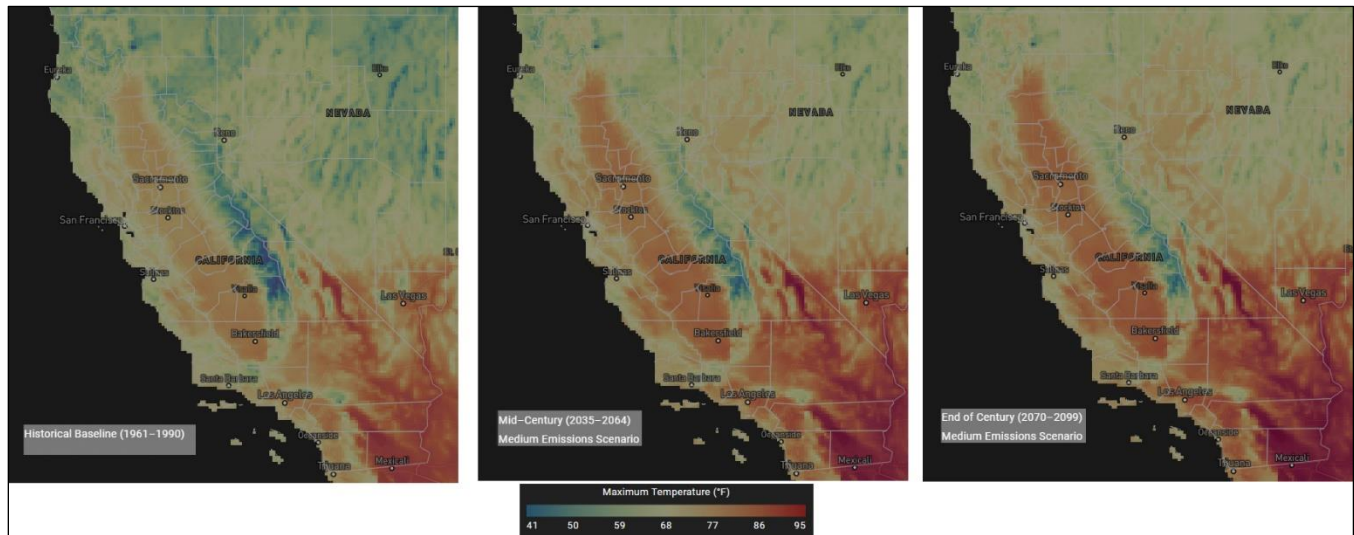 Eureka
Elko
NEVADA
Reno
Sacramento
Stockton
San Francisco
CALIFORNIA
Salinas
Visalia
Las Vegas
Bakersfield
Santa Barbara
Los Angeles
Historical Baseline (1961–1990)
Oceanside
Tijuana
Mexicali
Eureka
Elko
NEVADA
Reno
Sacramento
Stockton
San Francisco
CALIFORNIA
Salinas
Visalia
Las Vegas
Bakersfield
Santa Barbara
Los Angeles
Mid–Century (2035–2064)
Medium Emissions Scenario
Oceanside
Tijuana
Mexicali
Eureka
Elko
NEVADA
Reno
Sacramento
Stockton
San Francisco
CALIFORNIA
Salinas
Visalia
Las Vegas
Bakersfield
Santa Barbara
Los Angeles
End of Century (2070–2099)
Medium Emissions Scenario
Oceanside
Tijuana
Mexicali
Maximum Temperature (°F)
41 50 59 68 77 86 95